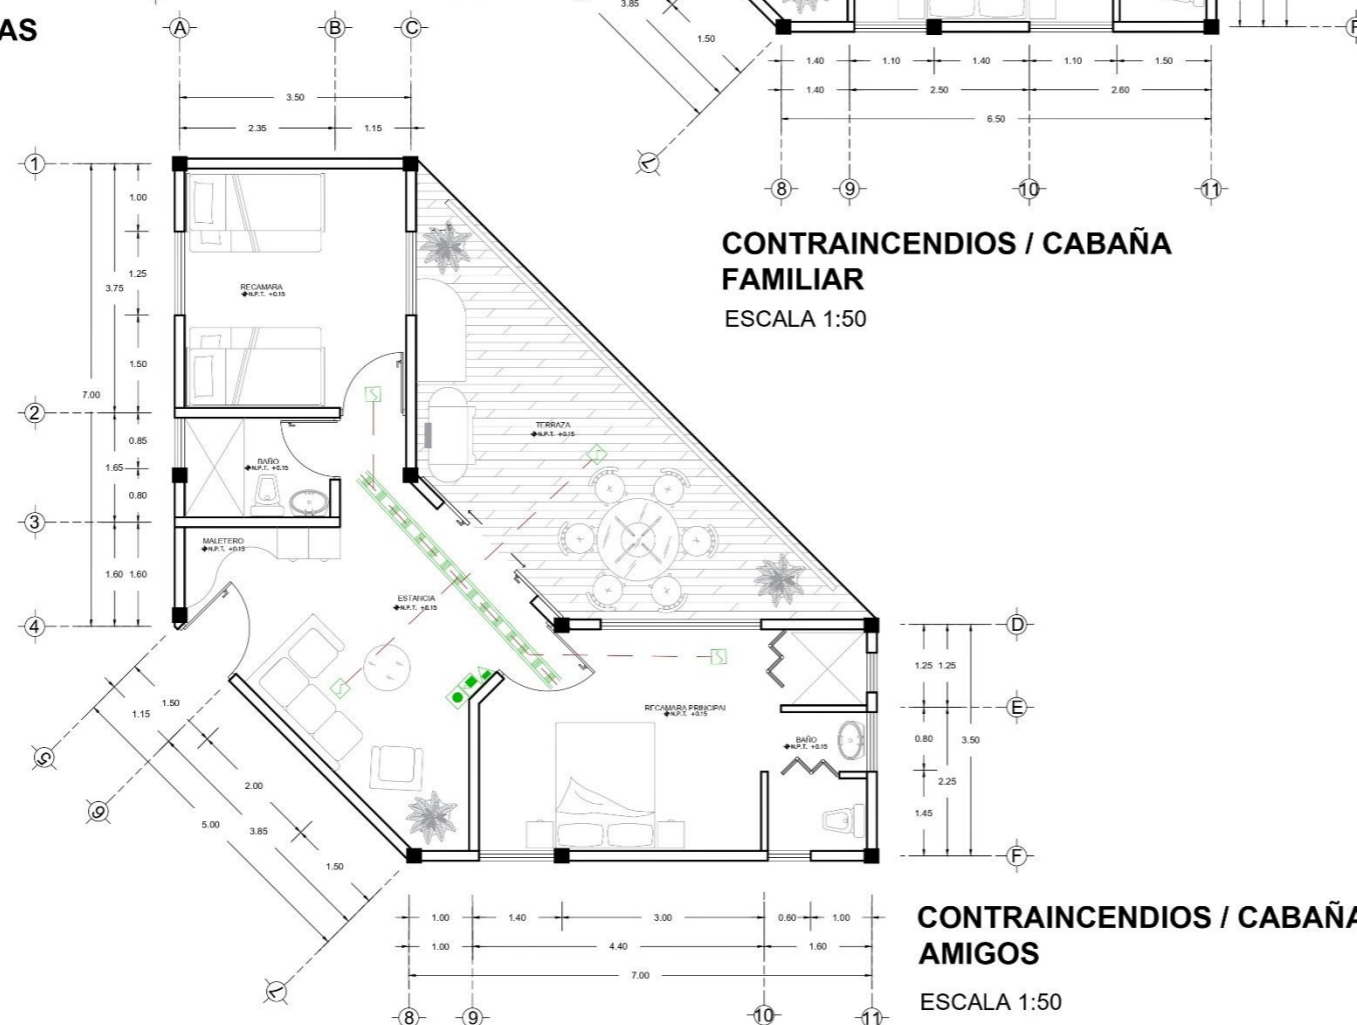 AS
3.85
1.50
1.40
1.10
1.40
1.10
1.50
1.40
2.50
2.60
6.50
7
8
9
10
11
F
CONTRAINCENDIOS / CABAÑA
FAMILIAR
ESCALA 1:50
A
B
C
3.50
2.35
1.15
1
2
3
4
1.00
1.25
3.75
1.50
7.00
0.85
1.65
0.80
1.60
1.60
RECAMARA
N.P.T. +0.15
BAÑO
N.P.T. +0.15
MALETERO
N.P.T. +0.15
ESTANCIA
N.P.T. +0.15
TERRAZA
N.P.T. +0.15
RECAMARA PRINCIPAL
N.P.T. +0.15
BAÑO
N.P.T. +0.15
D
E
F
1.25
1.25
0.80
3.50
2.25
1.45
5
6
7
1.15
1.50
2.00
5.00
3.85
1.50
1.00
1.40
3.00
0.60
1.00
1.00
4.40
1.60
7.00
8
9
10
11
CONTRAINCENDIOS / CABAÑA
AMIGOS
ESCALA 1:50